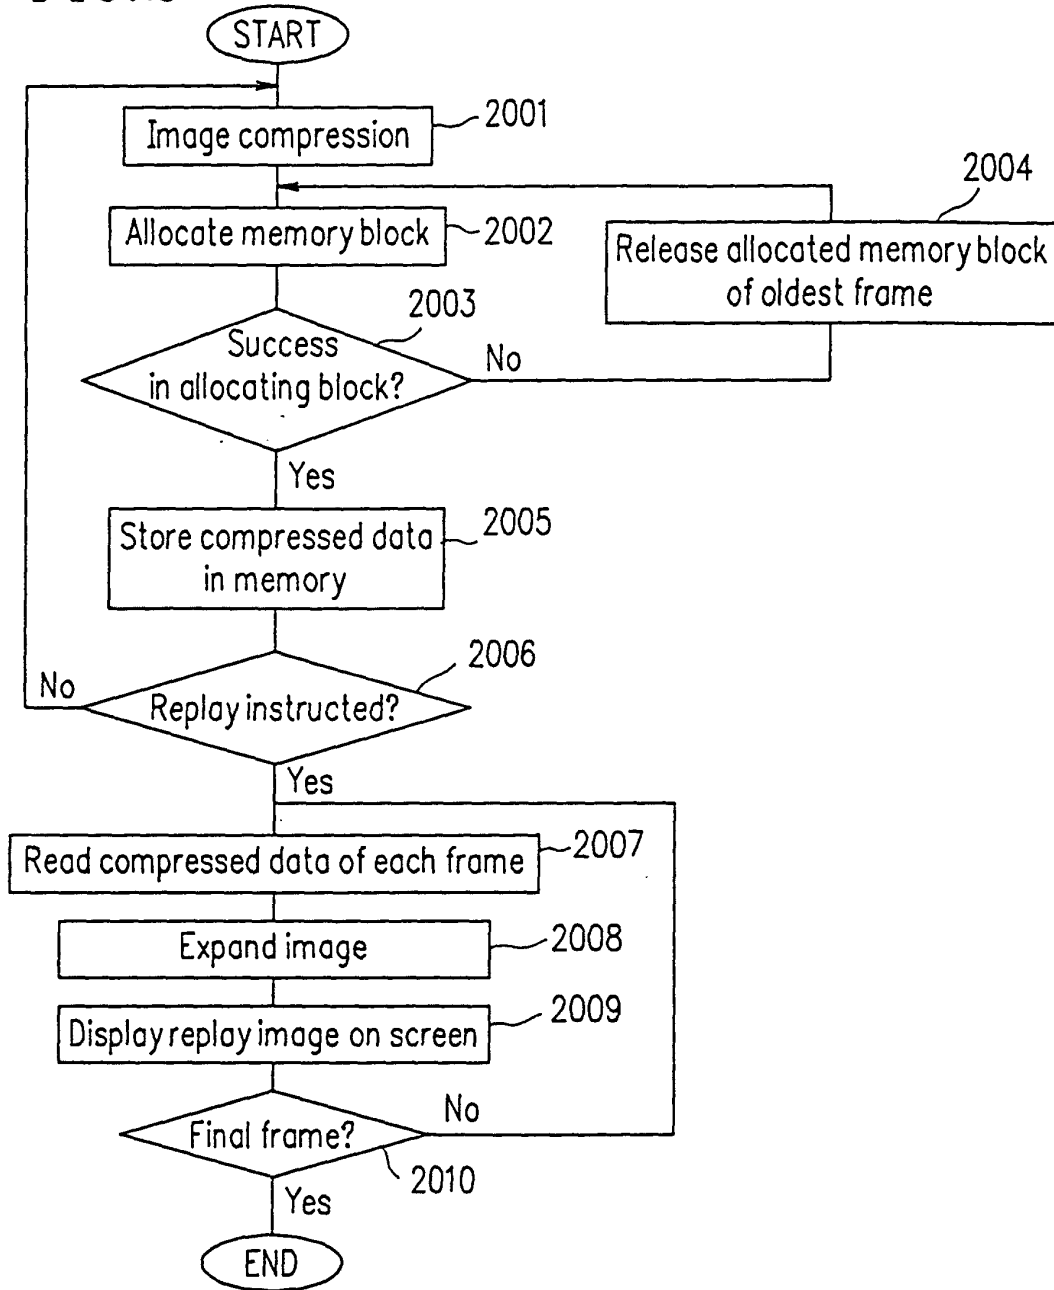 START
Image compression
2001
2004
Allocate memory block
2002
Release allocated memory block
of oldest frame
2003
Success
in allocating block?
No
Yes
Store compressed data
in memory
2005
2006
No
Replay instructed?
Yes
Read compressed data of each frame
2007
Expand image
2008
Display replay image on screen
2009
No
Final frame?
2010
Yes
END